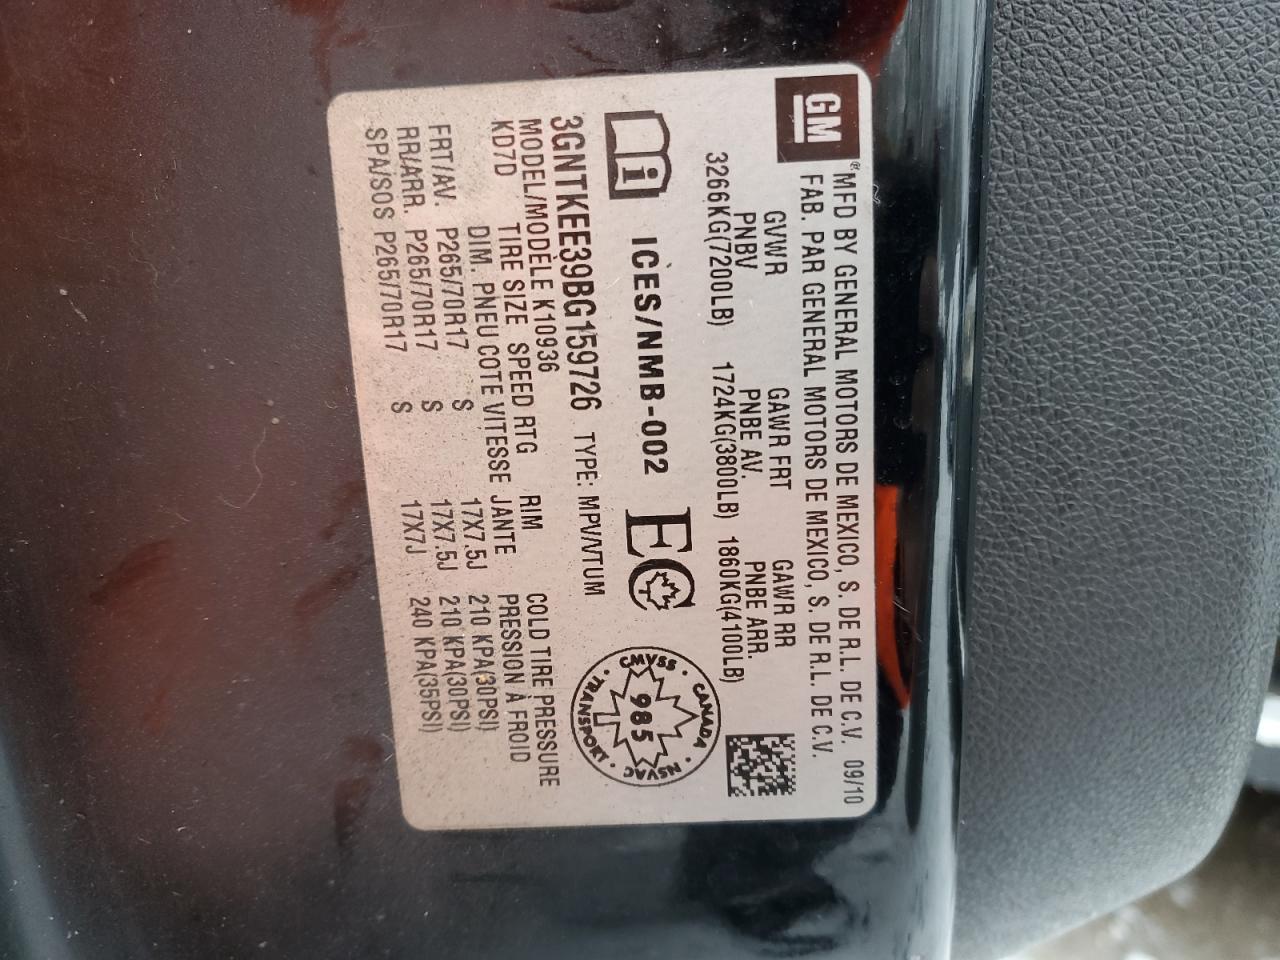 GM
® MFD BY GENERAL MOTORS DE MEXICO, S. DE R.L. DE C.V. 09/10
FAB. PAR GENERAL MOTORS DE MEXICO, S. DE R.L. DE C.V.
GVWR GAWR FRT GAWR RR
PNBV PNBE AV. PNBE ARR.
3266KG(7200LB) 1724KG(3800LB) 1860KG(4100LB)
i ICES/NMB-002 EC
CMVSS · CANADA · NSVAC · TRANSPORT ·
985
3GNTKEE39BG159726 TYPE: MPV/VTUM
MODEL/MODÈLE K10936
KD7D TIRE SIZE SPEED RTG RIM COLD TIRE PRESSURE
DIM. PNEU COTE VITESSE JANTE PRESSION À FROID
FRT/AV. P265/70R17 S 17X7.5J 210 KPA(30PSI)
RR/ARR. P265/70R17 S 17X7.5J 210 KPA(30PSI)
SPA/SOS P265/70R17 S 17X7J 240 KPA(35PSI)